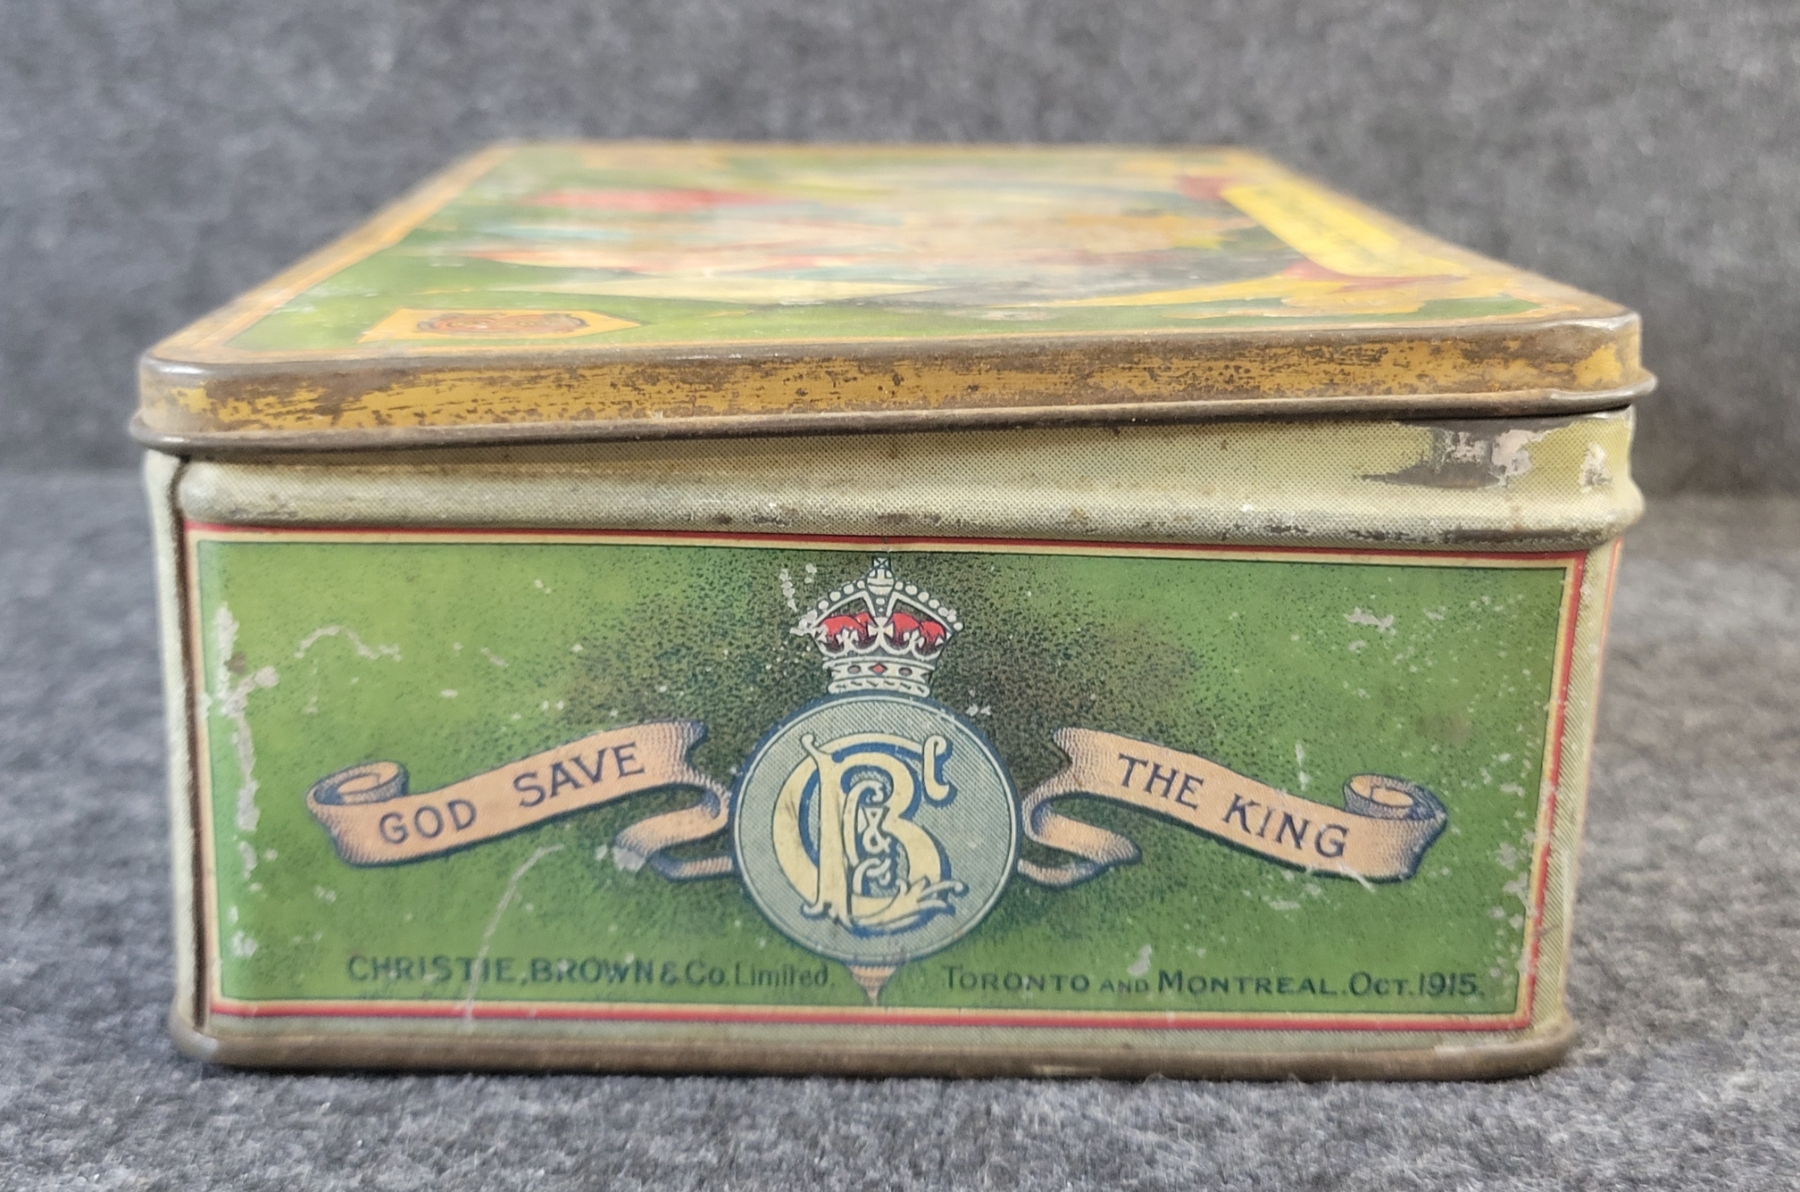 GOD SAVE THE KING
CHRISTIE, BROWN & Co. Limited. TORONTO AND MONTREAL. OCT. 1915.